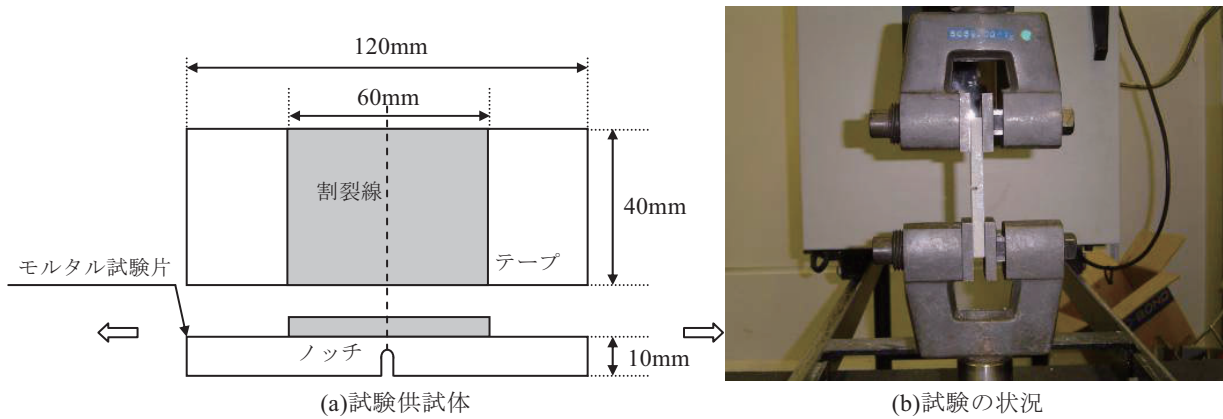 120mm
60mm
割裂線
40mm
テープ
モルタル試験片
ノッチ
10mm
(a)試験供試体
(b)試験の状況